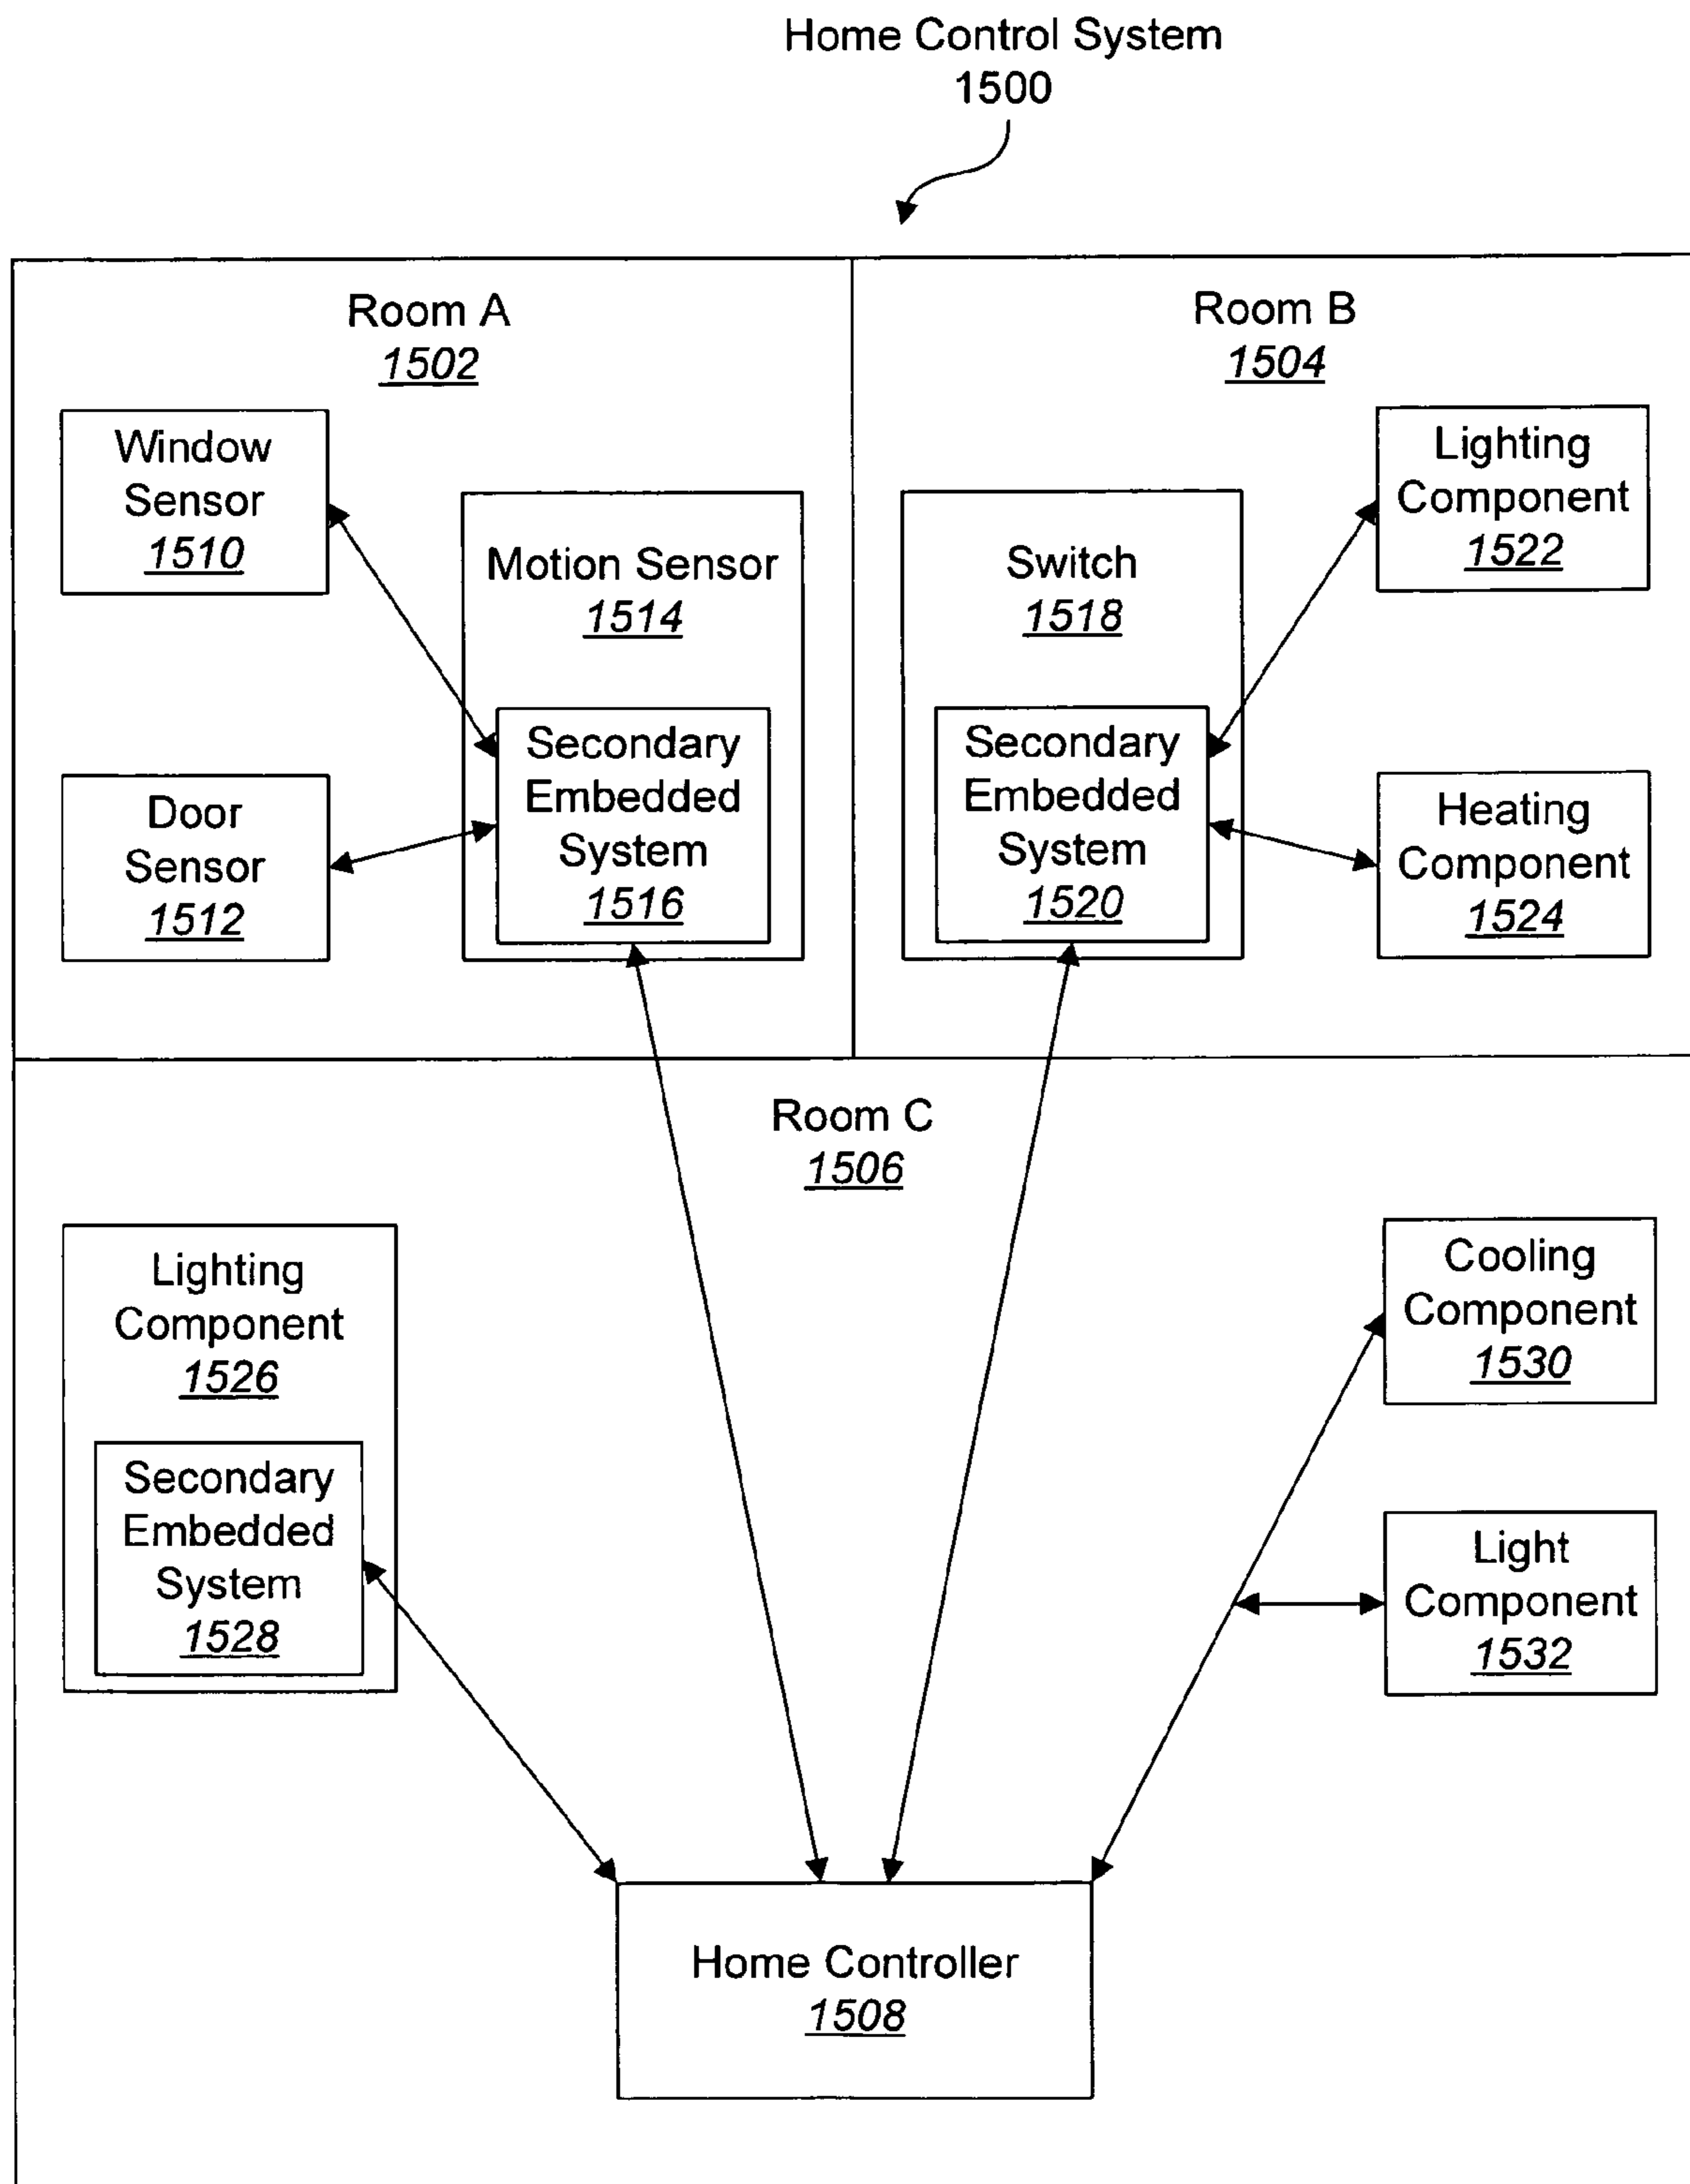 Home Control System
1500
Room A
1502
Window
Sensor
1510
Door
Sensor
1512
Motion Sensor
1514
Secondary
Embedded
System
1516
Room B
1504
Switch
1518
Secondary
Embedded
System
1520
Lighting
Component
1522
Heating
Component
1524
Room C
1506
Lighting
Component
1526
Secondary
Embedded
System
1528
Cooling
Component
1530
Light
Component
1532
Home Controller
1508